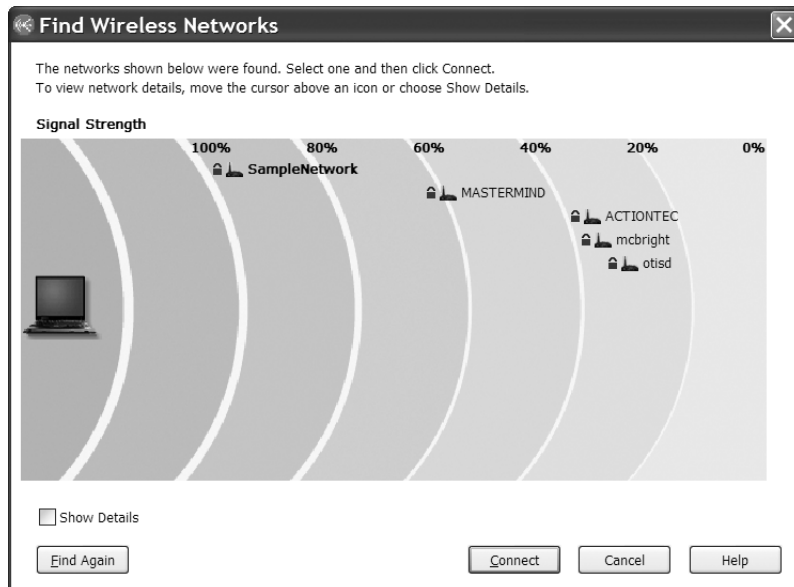 Find Wireless Networks
The networks shown below were found. Select one and then click Connect.
To view network details, move the cursor above an icon or choose Show Details.
Signal Strength
100% 80% 60% 40% 20% 0%
SampleNetwork
MASTERMIND
ACTIONTEC
mcbright
otisd
Show Details
Find Again Connect Cancel Help